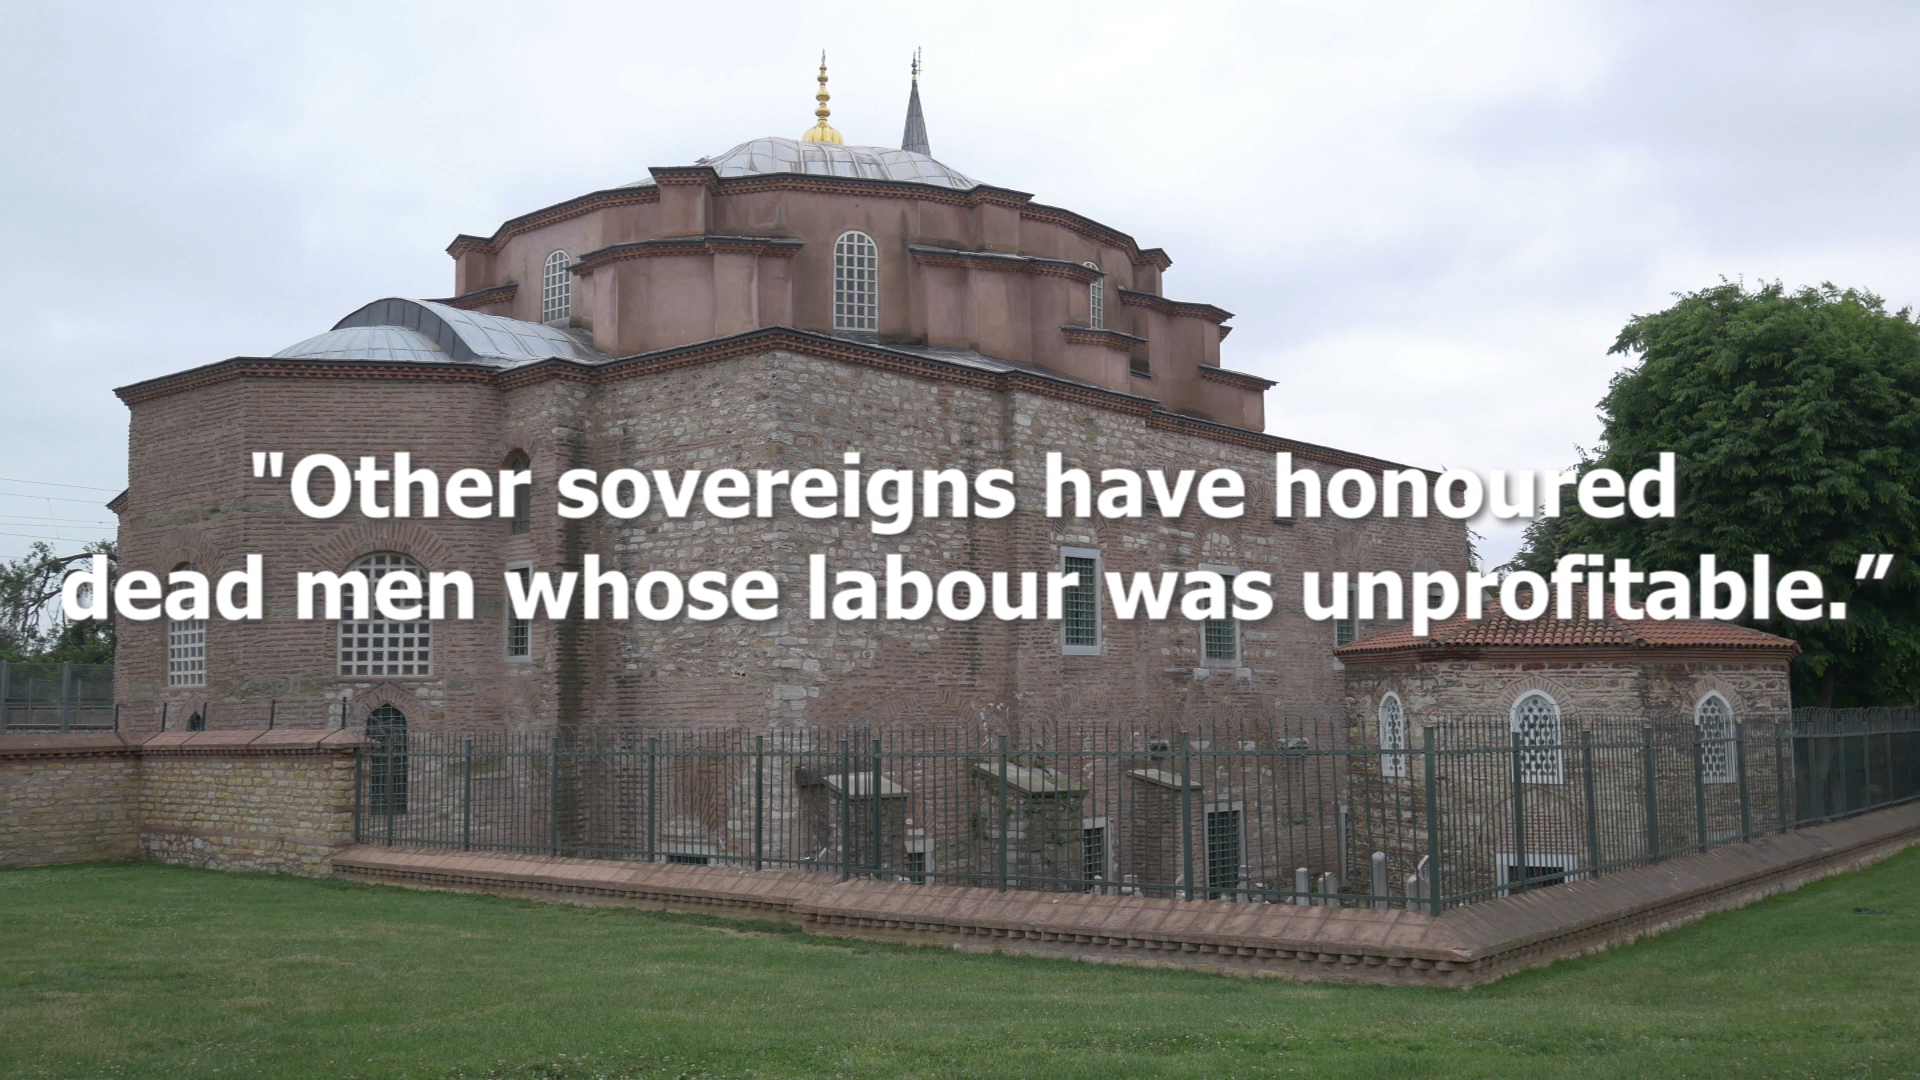 "Other sovereigns have honoured
dead men whose labour was unprofitable.”